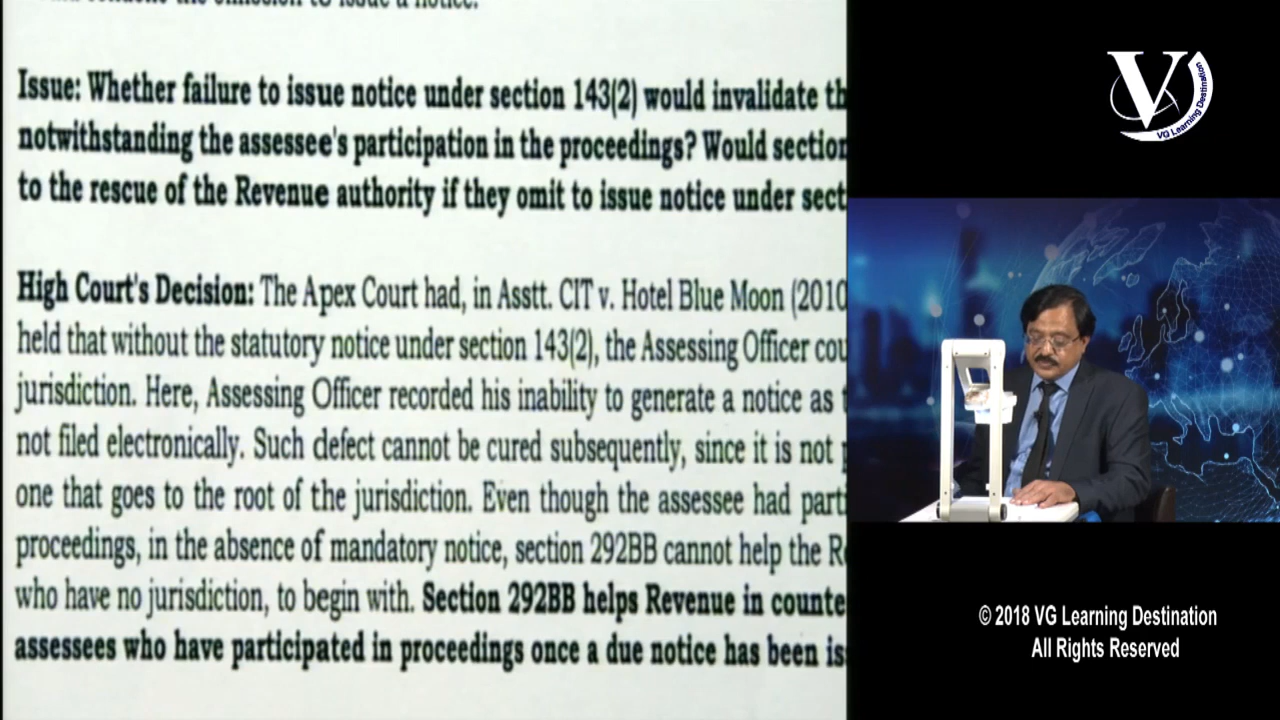 Issue: Whether failure to issue notice under section 143(2) would invalidate
notwithstanding the assessee's participation in the proceedings? Would section
to the rescue of the Revenue authority if they omit to issue notice under
High Court's Decision: The Apex Court had, in Asstt. CIT v. Hotel Blue Moon (2010
held that without the statutory notice under section 143(2), the Assessing Officer
jurisdiction. Here, Assessing Officer recorded his inability to generate a notice as
not filed electronically. Such defect cannot be cured subsequently, since it is not
one that goes to the root of the jurisdiction. Even though the assessee had
proceedings, in the absence of mandatory notice, section 292BB cannot help the
who have no jurisdiction, to begin with. Section 292BB helps Revenue in
assessees who have participated in proceedings once a due notice has been
V
VG Learning Destination
© 2018 VG Learning Destination
All Rights Reserved